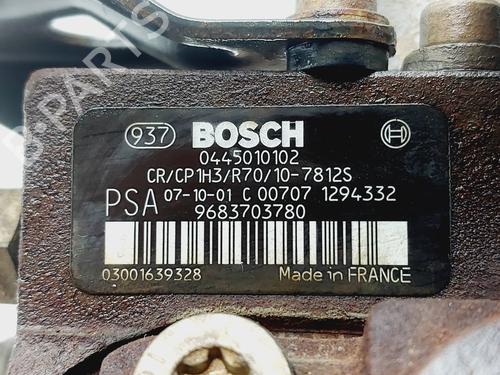 B-PARTS
937 BOSCH
0445010102
CR/CP1H3/R70/10-7812S
PSA 07-10-01 C 00707 1294332
9683703780
03001639328 Made in FRANCE